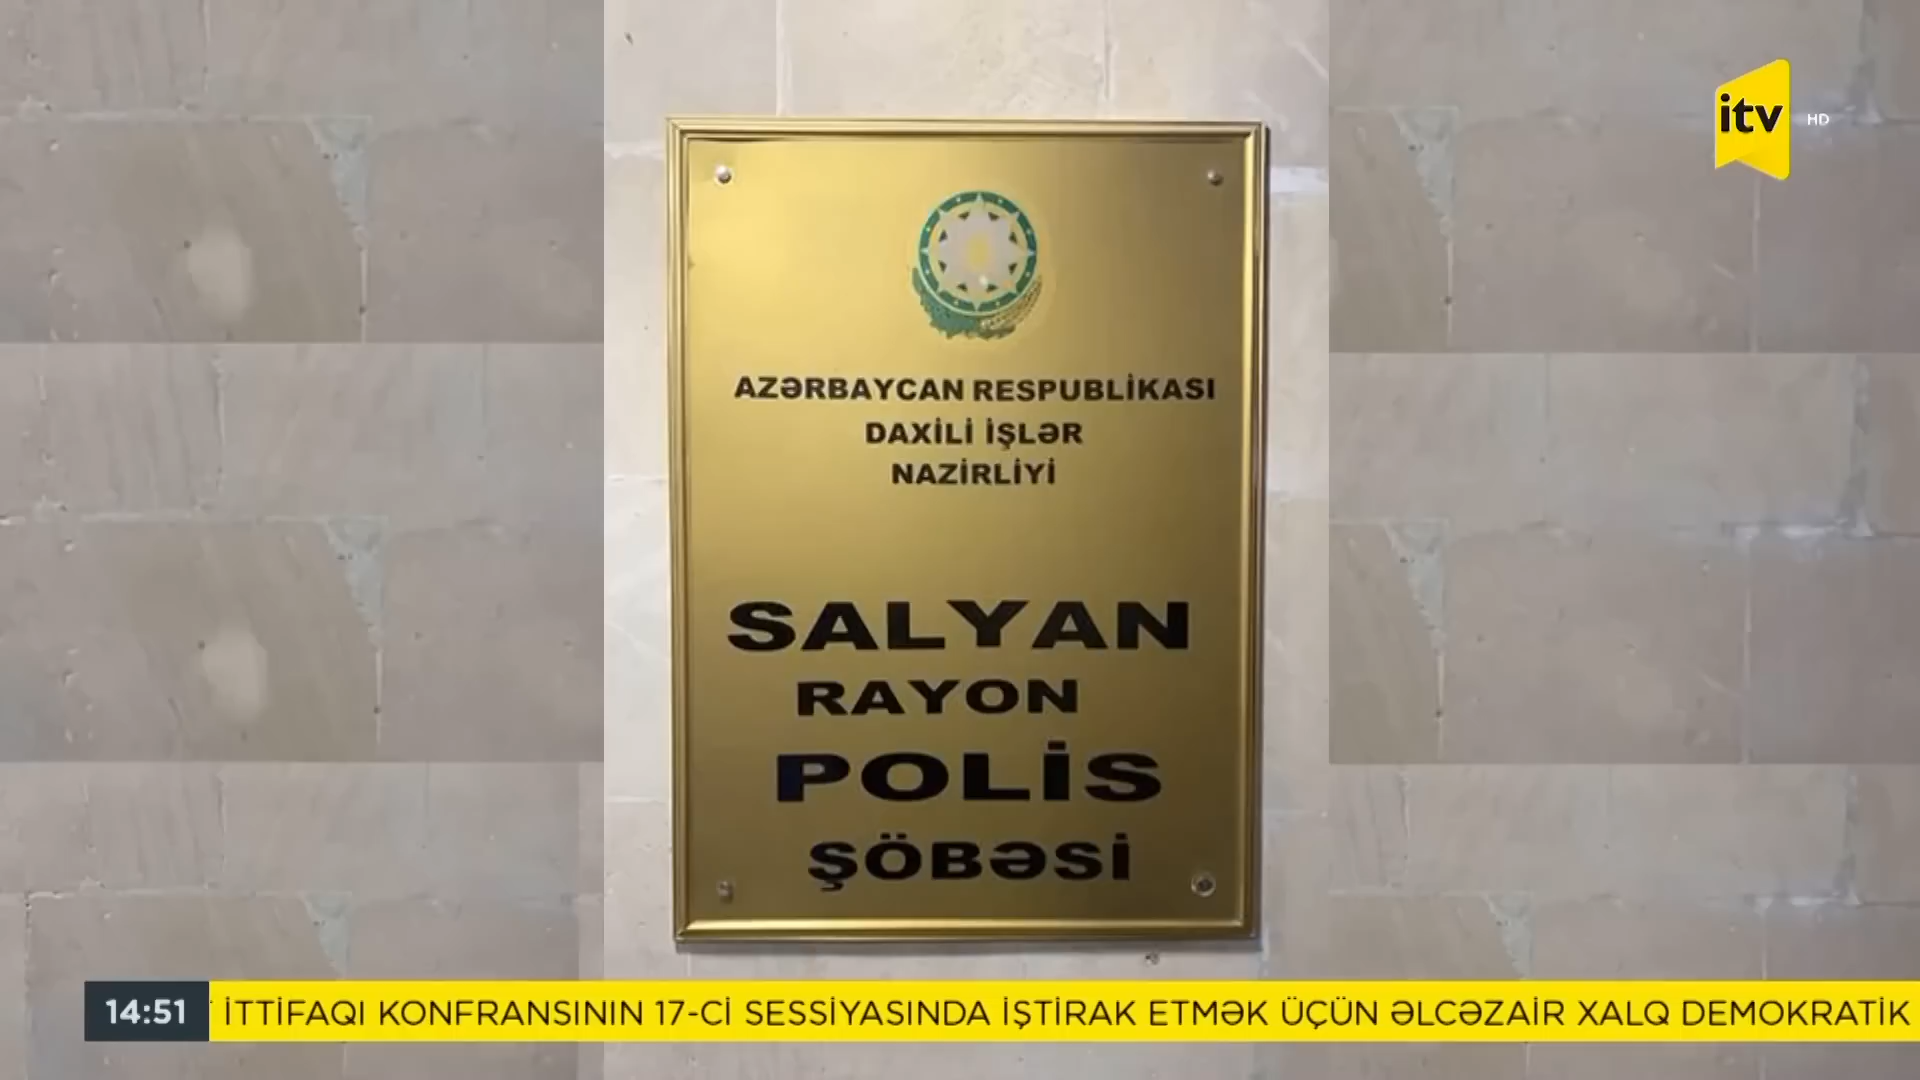 itv HD
AZƏRBAYCAN RESPUBLİKASI
DAXİLİ İŞLƏR
NAZİRLİYİ
SALYAN
RAYON
POLİS
ŞÖBƏSİ
14:51 İTTİFAQI KONFRANSININ 17-Cİ SESSİYASINDA İŞTİRAK ETMƏK ÜÇÜN ƏLCƏZAİR XALQ DEMOKRATİK